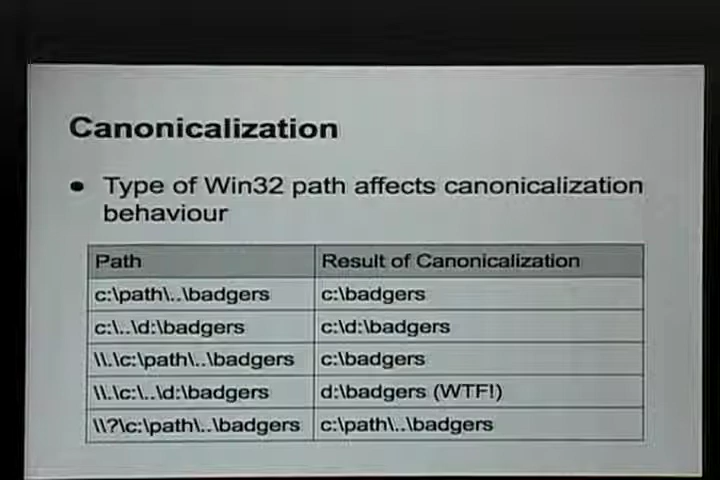 Canonicalization
● Type of Win32 path affects canonicalization
behaviour
Path Result of Canonicalization
c:\path\..\badgers c:\badgers
c:\..\d:\badgers c:\d:\badgers
\\.\c:\path\..\badgers c:\badgers
\\.\c:\..\d:\badgers d:\badgers (WTF!)
\\?\c:\path\..\badgers c:\path\..\badgers